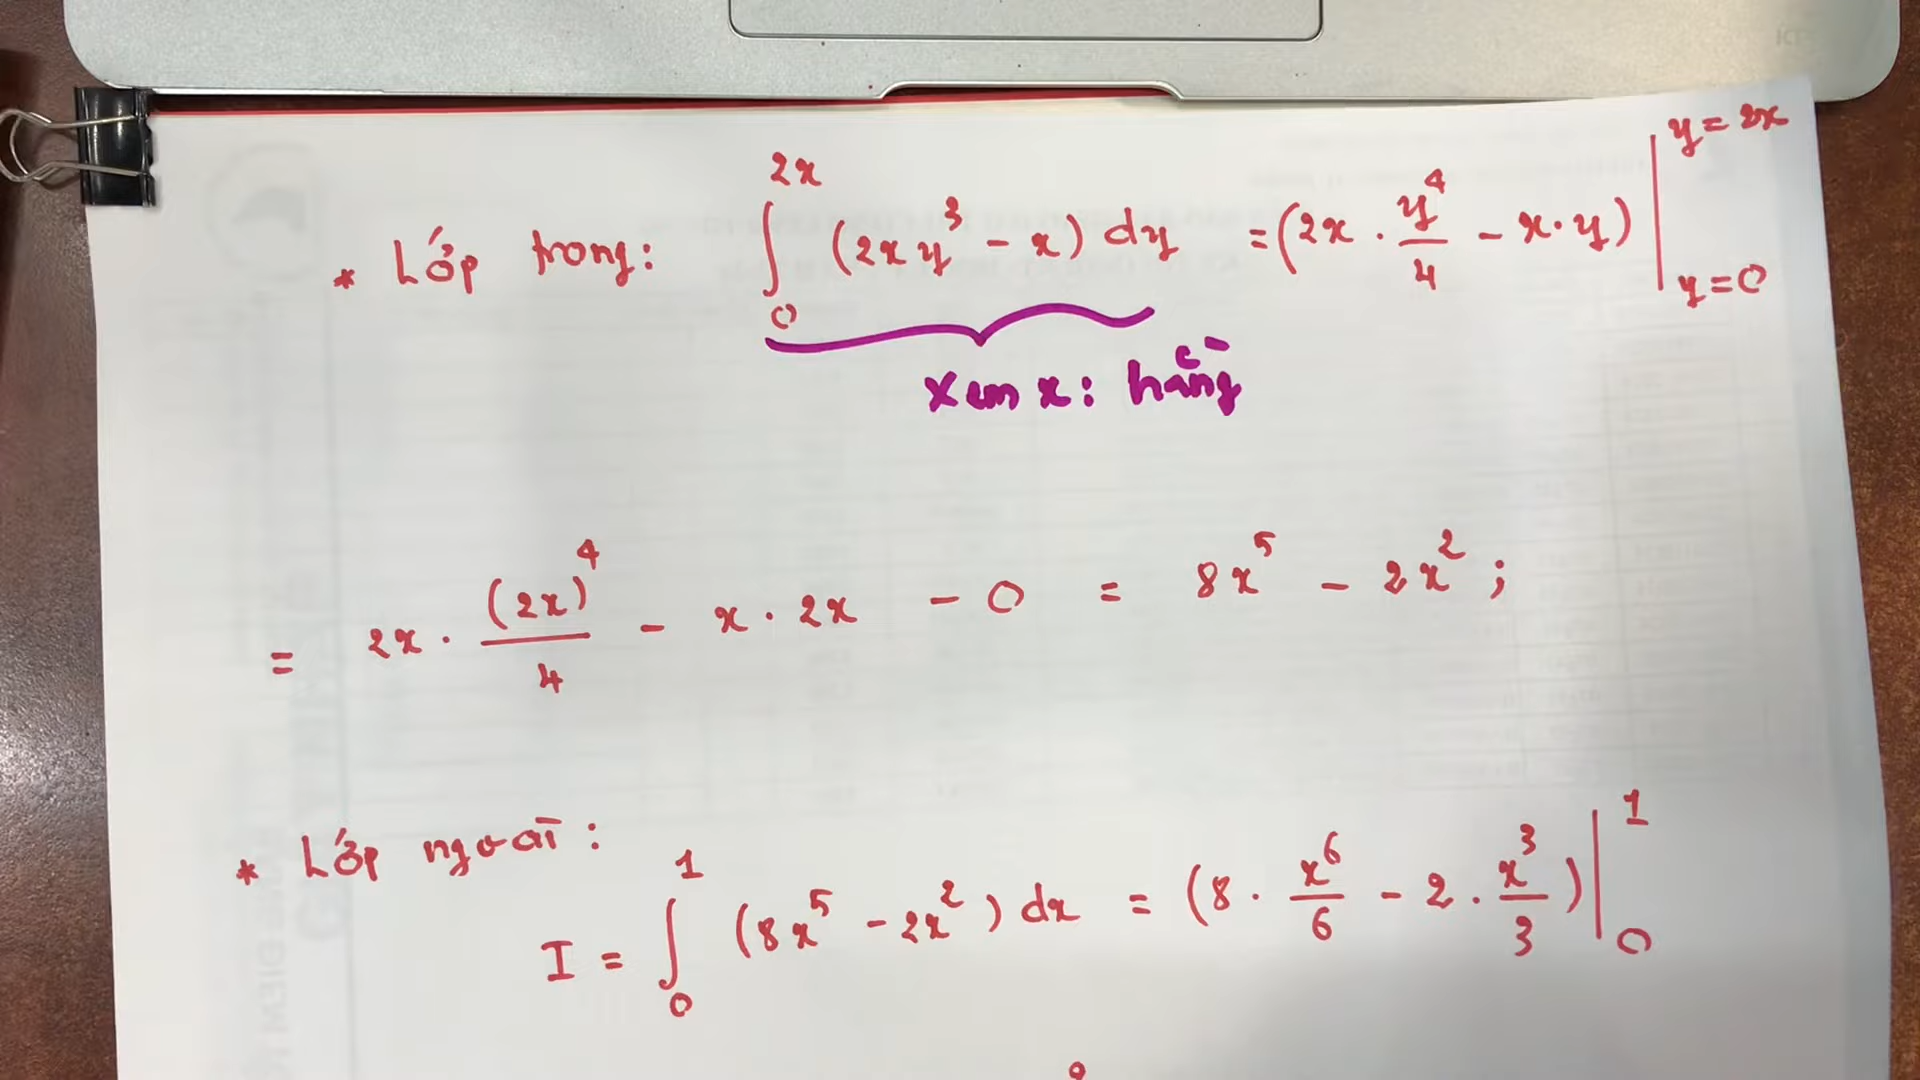 * Lớp trong: ∫₀^{2x} (2xy³ - x) dy = (2x · y⁴/4 - x·y) |_{y=0}^{y=2x}
Xem x: hằng
= 2x · (2x)⁴/4 - x · 2x - 0 = 8x⁵ - 2x² ;
* Lớp ngoài:
I = ∫₀¹ (8x⁵ - 2x²) dx = (8 · x⁶/6 - 2 · x³/3) |₀¹